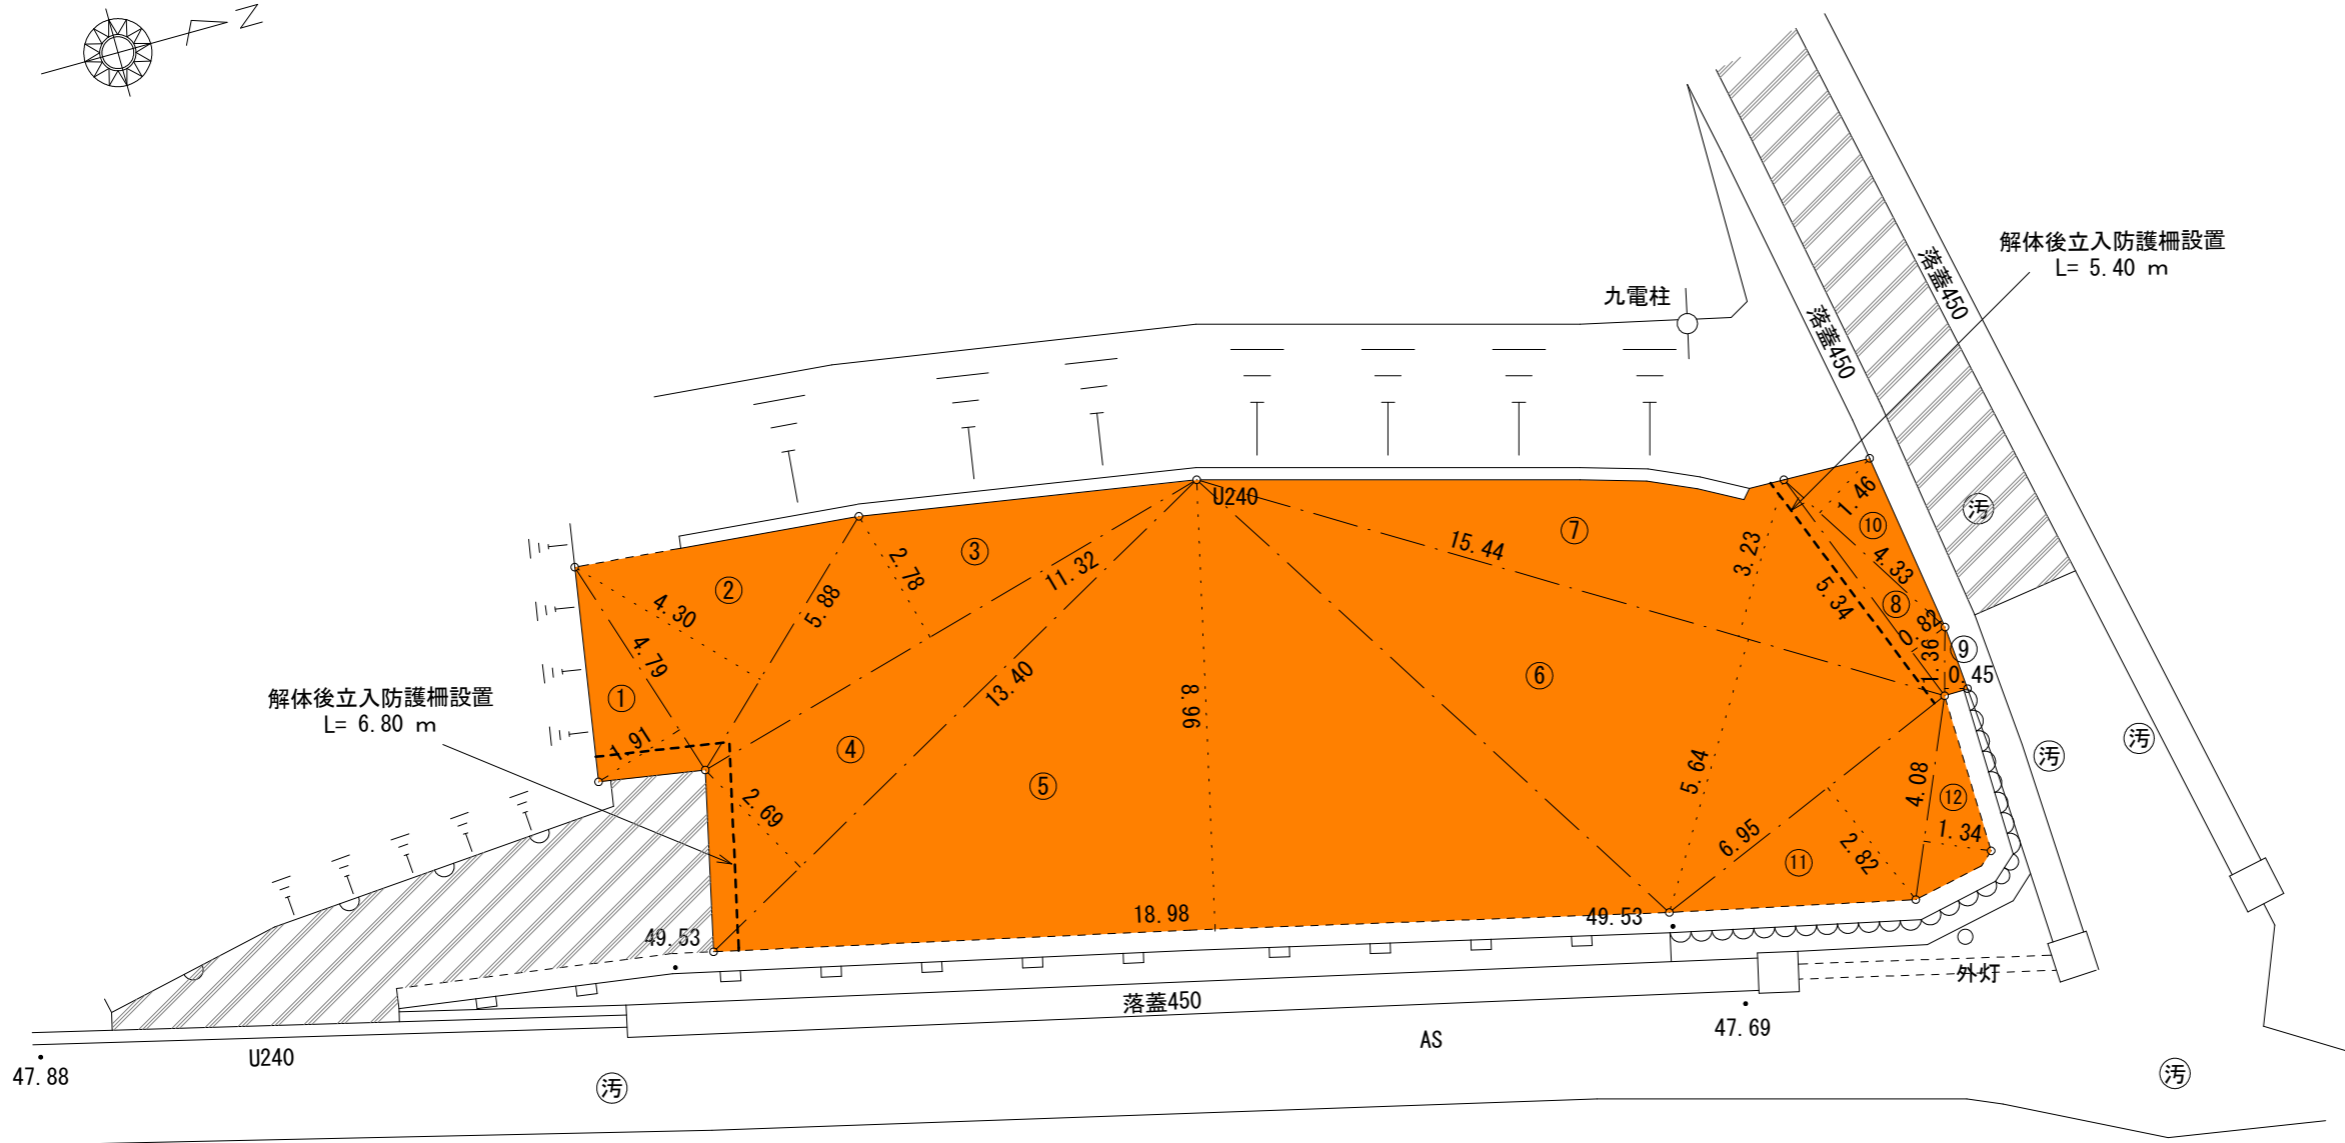 N
解体後立入防護柵設置
L= 5.40 m
落蓋450
落蓋450
九電柱
U240
汚
①
②
③
④
⑤
⑥
⑦
⑧
⑨
⑩
⑪
⑫
4.30
4.79
1.91
5.88
2.78
11.32
13.40
2.69
8.96
18.98
15.44
3.23
5.64
5.34
1.46
4.33
0.82
1.36
0.45
6.95
2.82
4.08
1.34
解体後立入防護柵設置
L= 6.80 m
49.53
49.53
汚
汚
外灯
落蓋450
47.69
AS
U240
47.88
汚
汚